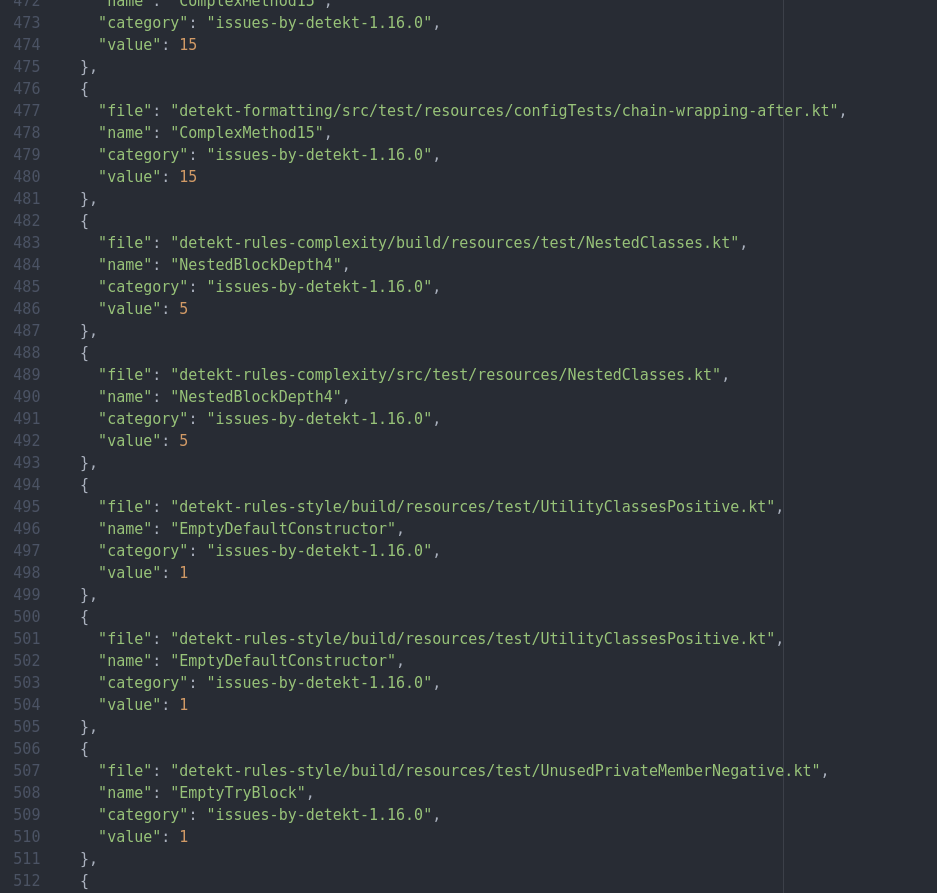 472 "name": "ComplexMethod15",
473 "category": "issues-by-detekt-1.16.0",
474 "value": 15
475 },
476 {
477 "file": "detekt-formatting/src/test/resources/configTests/chain-wrapping-after.kt",
478 "name": "ComplexMethod15",
479 "category": "issues-by-detekt-1.16.0",
480 "value": 15
481 },
482 {
483 "file": "detekt-rules-complexity/build/resources/test/NestedClasses.kt",
484 "name": "NestedBlockDepth4",
485 "category": "issues-by-detekt-1.16.0",
486 "value": 5
487 },
488 {
489 "file": "detekt-rules-complexity/src/test/resources/NestedClasses.kt",
490 "name": "NestedBlockDepth4",
491 "category": "issues-by-detekt-1.16.0",
492 "value": 5
493 },
494 {
495 "file": "detekt-rules-style/build/resources/test/UtilityClassesPositive.kt",
496 "name": "EmptyDefaultConstructor",
497 "category": "issues-by-detekt-1.16.0",
498 "value": 1
499 },
500 {
501 "file": "detekt-rules-style/build/resources/test/UtilityClassesPositive.kt",
502 "name": "EmptyDefaultConstructor",
503 "category": "issues-by-detekt-1.16.0",
504 "value": 1
505 },
506 {
507 "file": "detekt-rules-style/build/resources/test/UnusedPrivateMemberNegative.kt",
508 "name": "EmptyTryBlock",
509 "category": "issues-by-detekt-1.16.0",
510 "value": 1
511 },
512 {